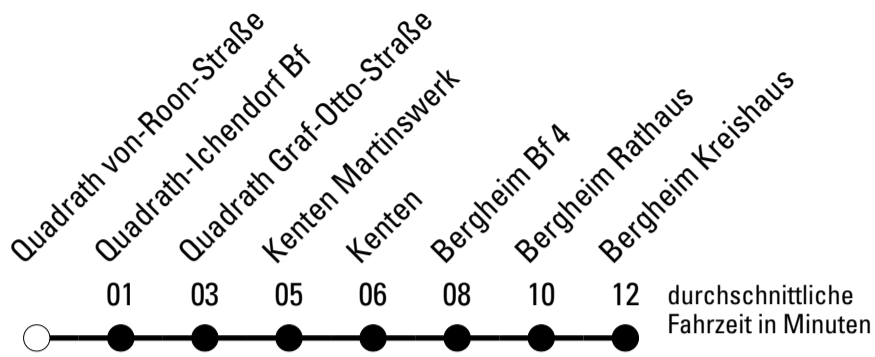 Quadrath von-Roon-Straße
Quadrath-Ichendorf Bf
Quadrath Graf-Otto-Straße
Kenten Martinswerk
Kenten
Bergheim Bf 4
Bergheim Rathaus
Bergheim Kreishaus
01 03 05 06 08 10 12
durchschnittliche
Fahrzeit in Minuten